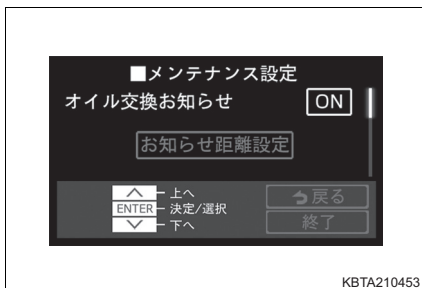 ■メンテナンス設定
オイル交換お知らせ ON
お知らせ距離設定
上へ
ENTER 決定/選択
下へ
戻る
終了
KBTA210453